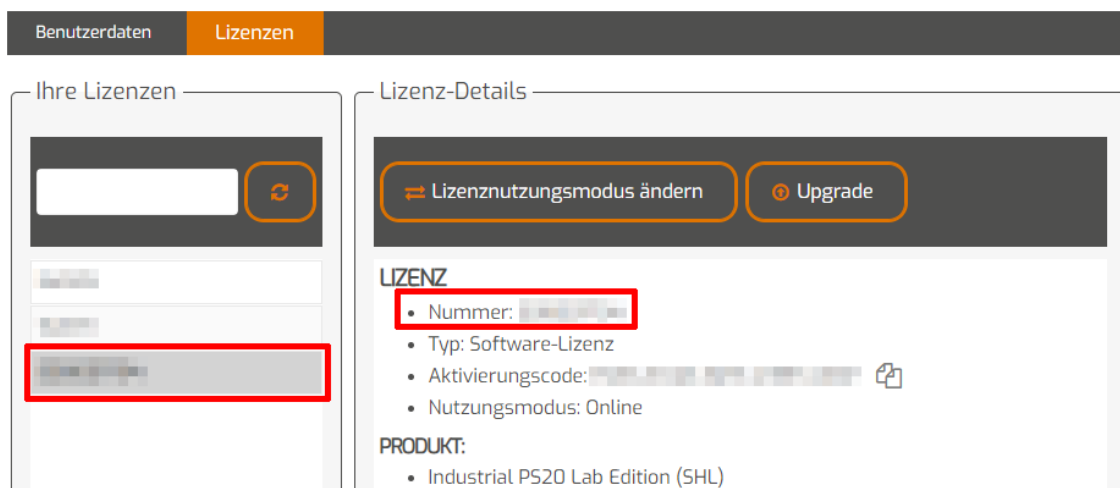 Benutzerdaten
Lizenzen
Ihre Lizenzen
Lizenz-Details
Lizenznutzungsmodus ändern
Upgrade
LIZENZ
• Nummer:
• Typ: Software-Lizenz
• Aktivierungscode:
• Nutzungsmodus: Online
PRODUKT:
• Industrial PS20 Lab Edition (SHL)